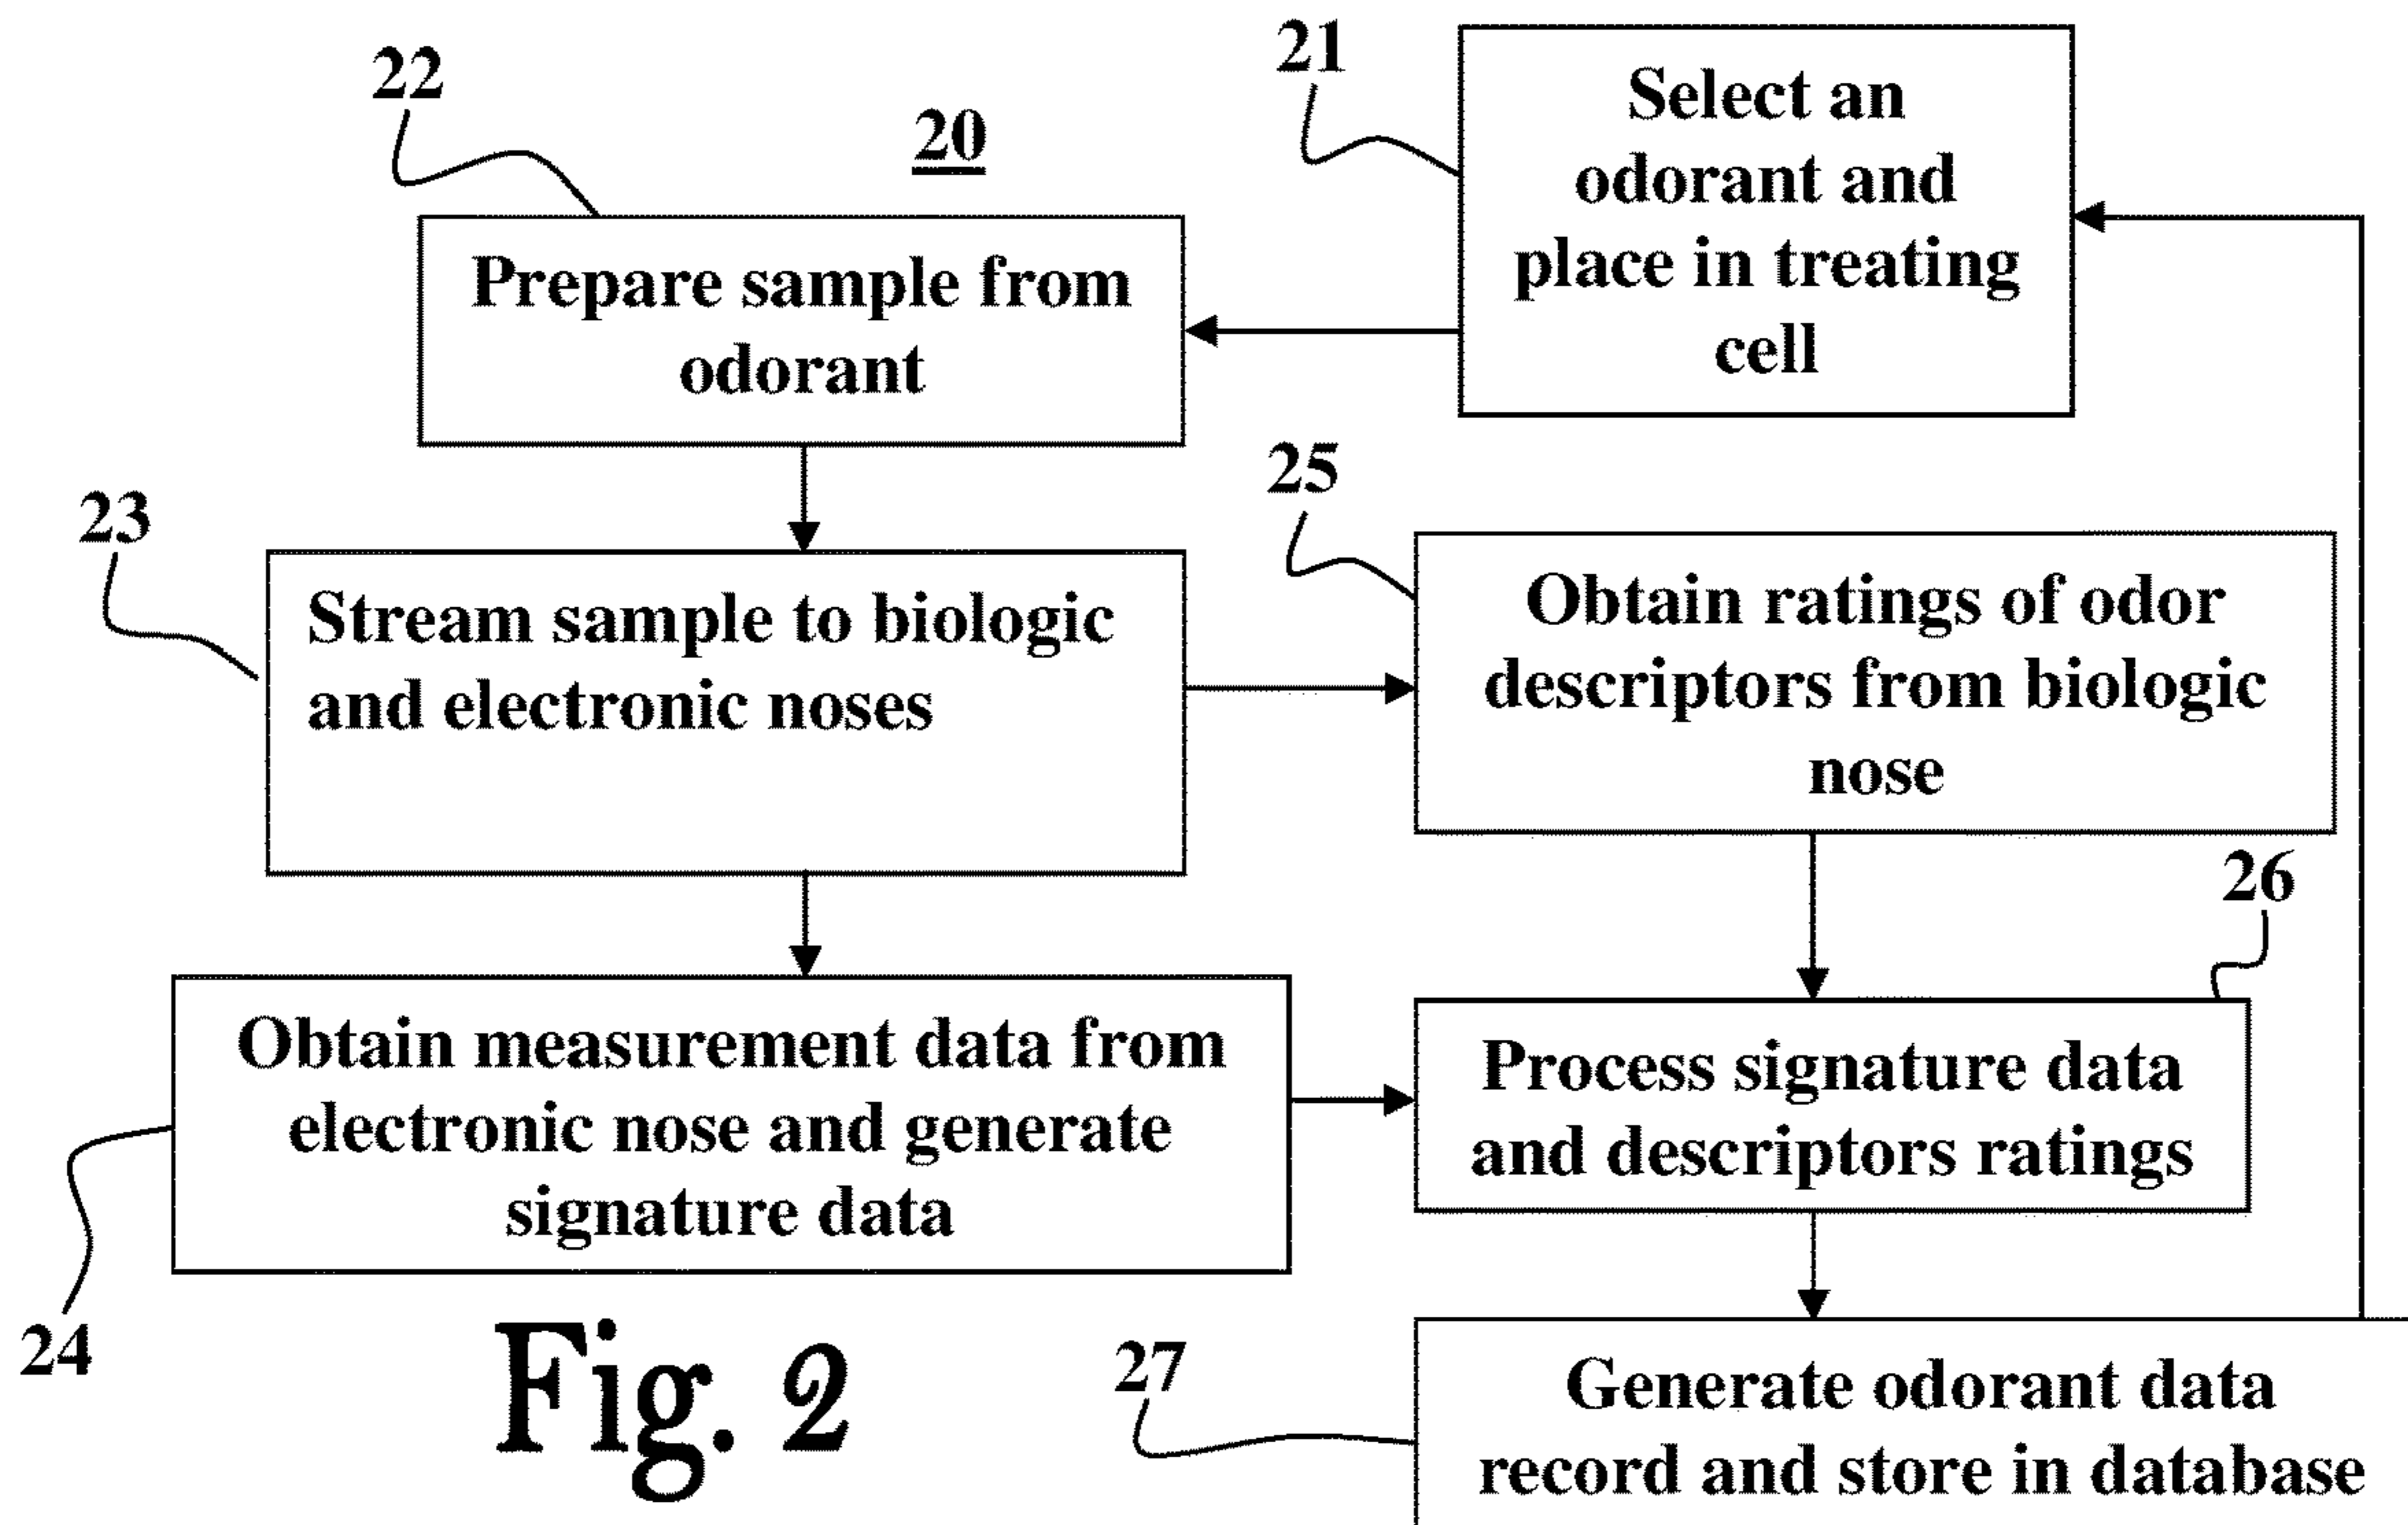 21
Select an
odorant and
place in treating
cell
22
20
Prepare sample from
odorant
23
Stream sample to biologic
and electronic noses
25
Obtain ratings of odor
descriptors from biologic
nose
24
Obtain measurement data from
electronic nose and generate
signature data
26
Process signature data
and descriptors ratings
27
Generate odorant data
record and store in database
Fig. 2